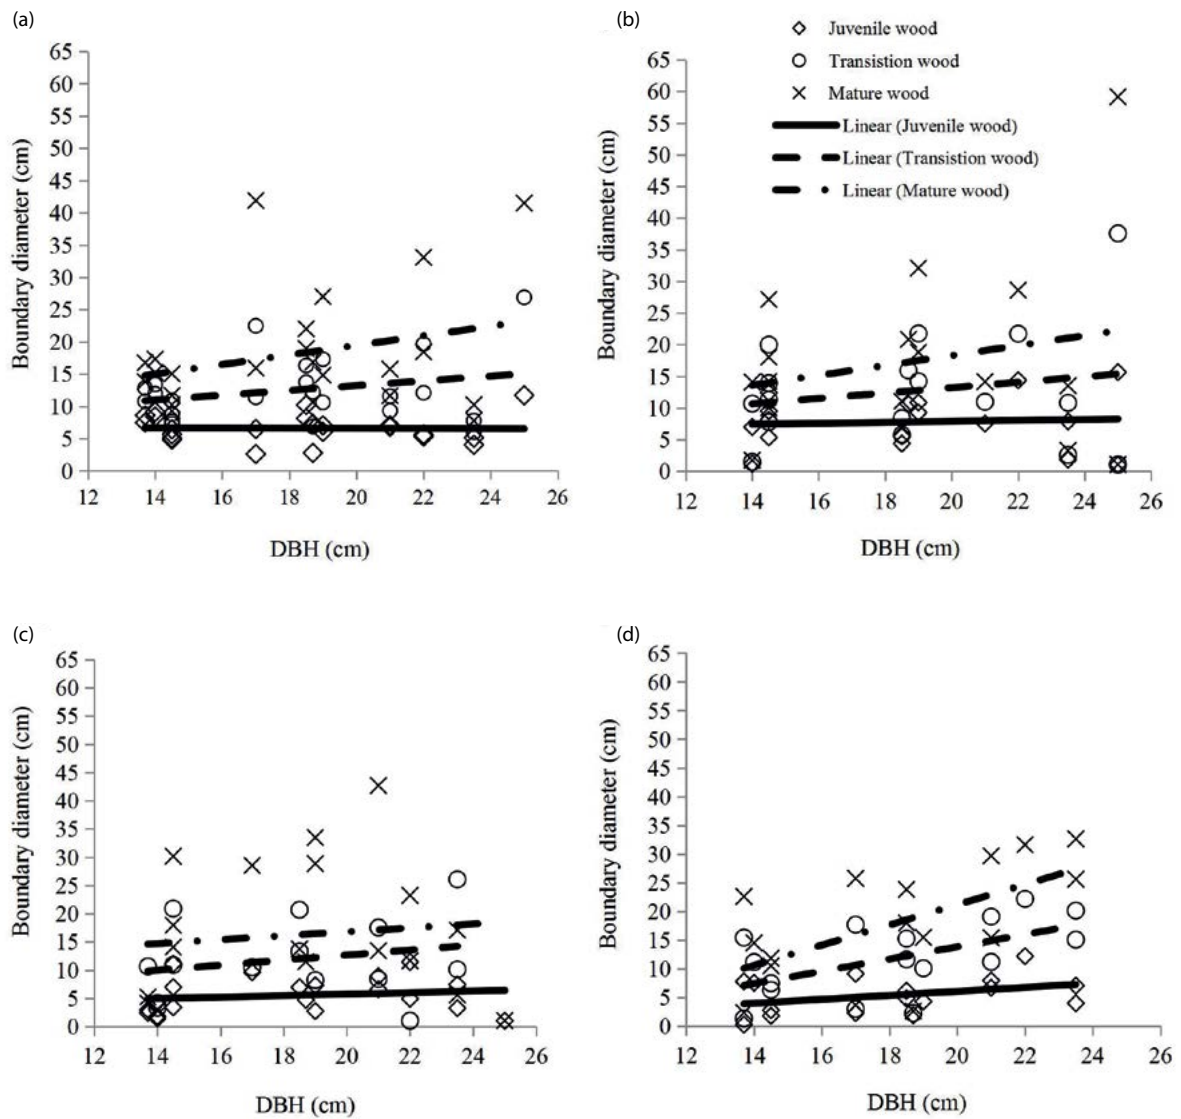 (a)
65
60
55
50
45
40
35
30
25
20
15
10
5
0
Boundary diameter (cm)
12 14 16 18 20 22 24 26
DBH (cm)
(b)
Juvenile wood
Transistion wood
Mature wood
Linear (Juvenile wood)
Linear (Transistion wood)
Linear (Mature wood)
65
60
55
50
45
40
35
30
25
20
15
10
5
0
Boundary diameter (cm)
12 14 16 18 20 22 24 26
DBH (cm)
(c)
65
60
55
50
45
40
35
30
25
20
15
10
5
0
Boundary diameter (cm)
12 14 16 18 20 22 24 26
DBH (cm)
(d)
65
60
55
50
45
40
35
30
25
20
15
10
5
0
Boundary diameter (cm)
12 14 16 18 20 22 24 26
DBH (cm)